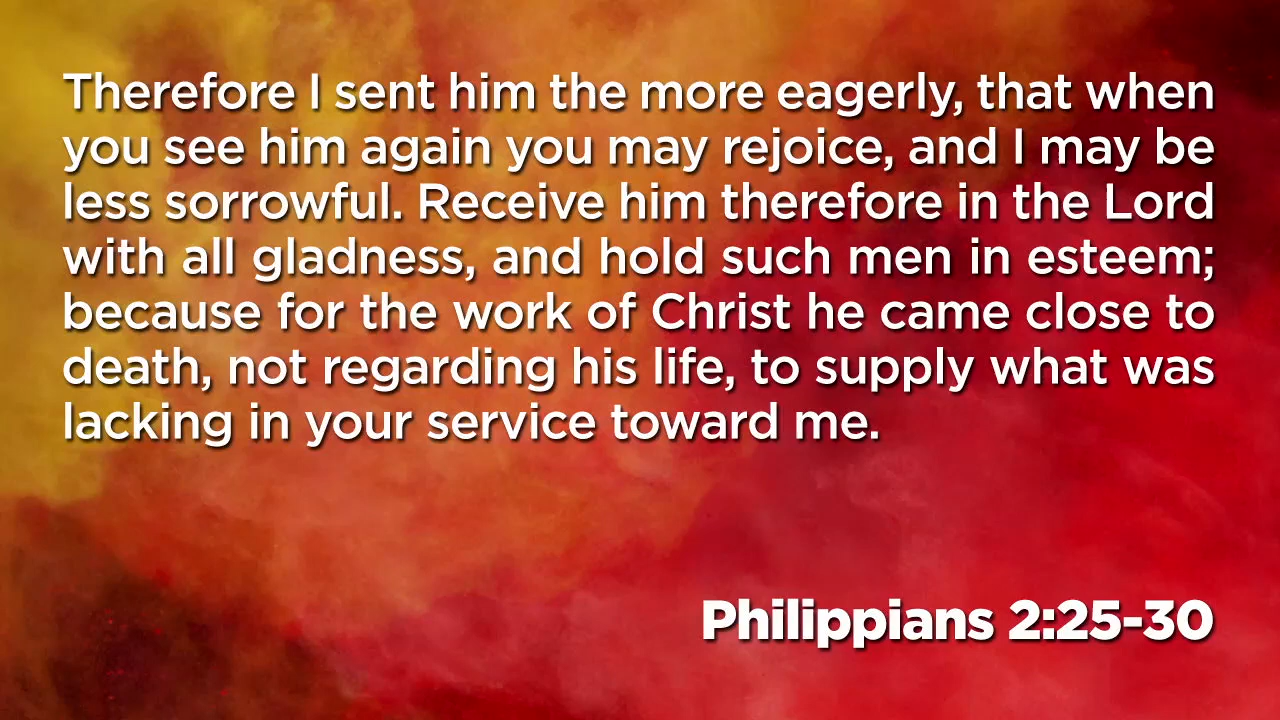 Therefore I sent him the more eagerly, that when
you see him again you may rejoice, and I may be
less sorrowful. Receive him therefore in the Lord
with all gladness, and hold such men in esteem;
because for the work of Christ he came close to
death, not regarding his life, to supply what was
lacking in your service toward me.
Philippians 2:25-30